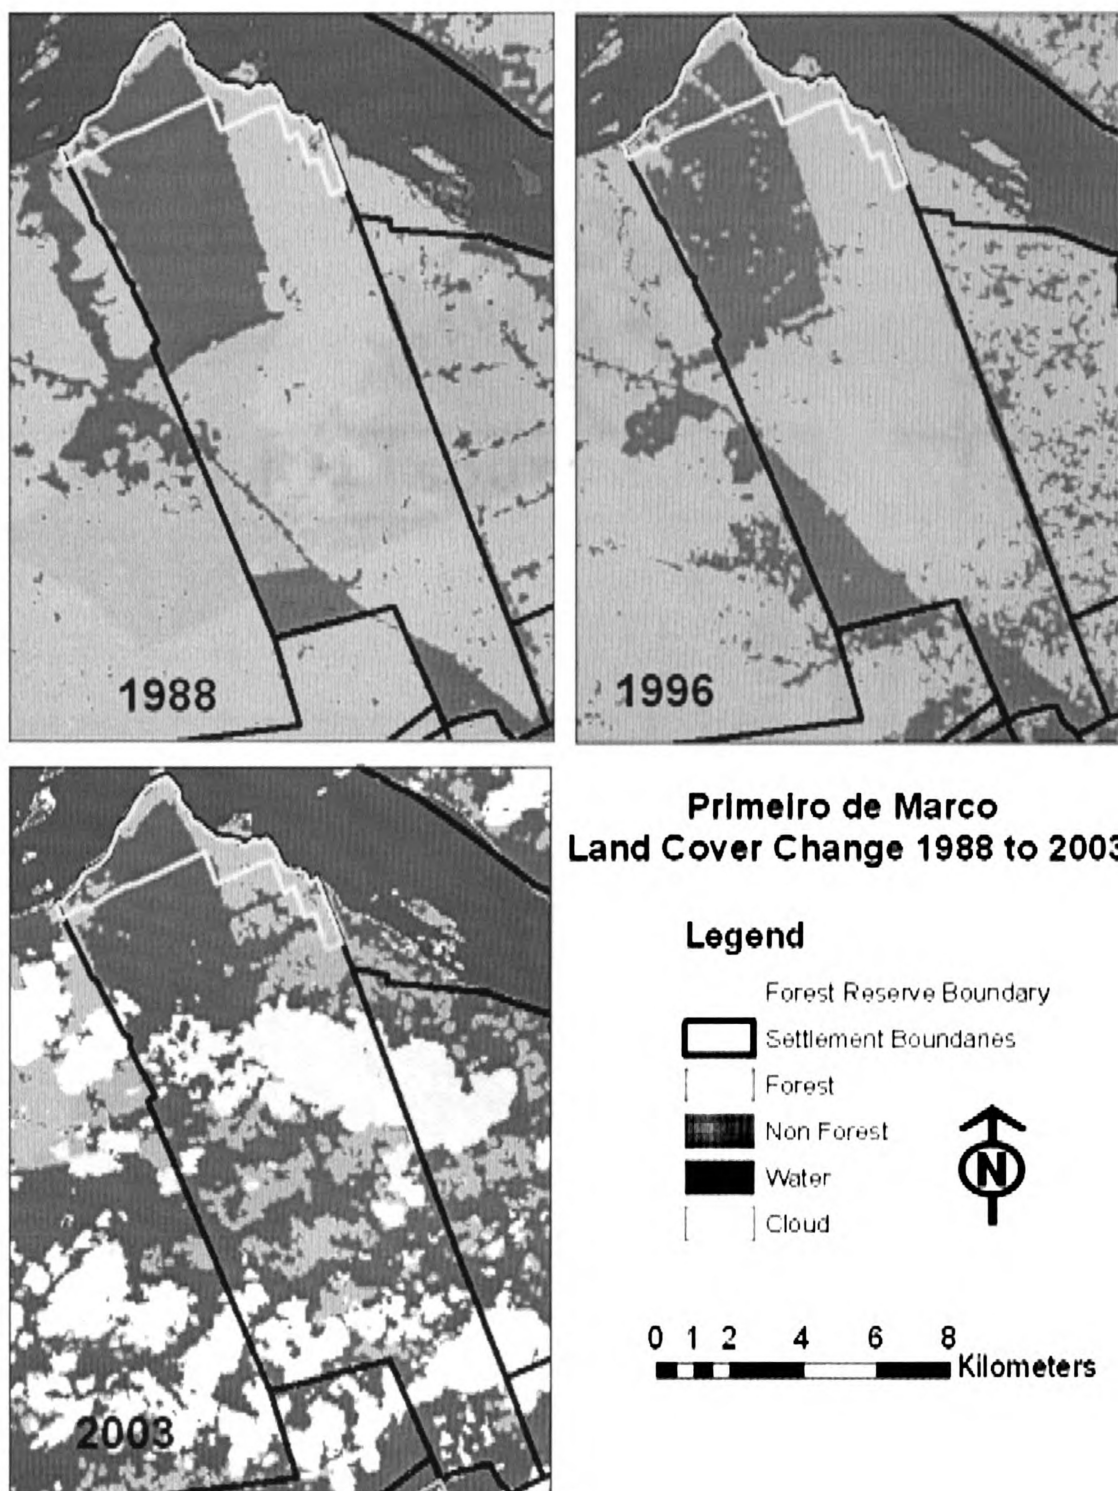 1988
1996
2003
Primeiro de Marco
Land Cover Change 1988 to 2003
Legend
Forest Reserve Boundary
Settlement Boundaries
Forest
Non Forest
Water
Cloud
N
0 1 2 4 6 8
Kilometers